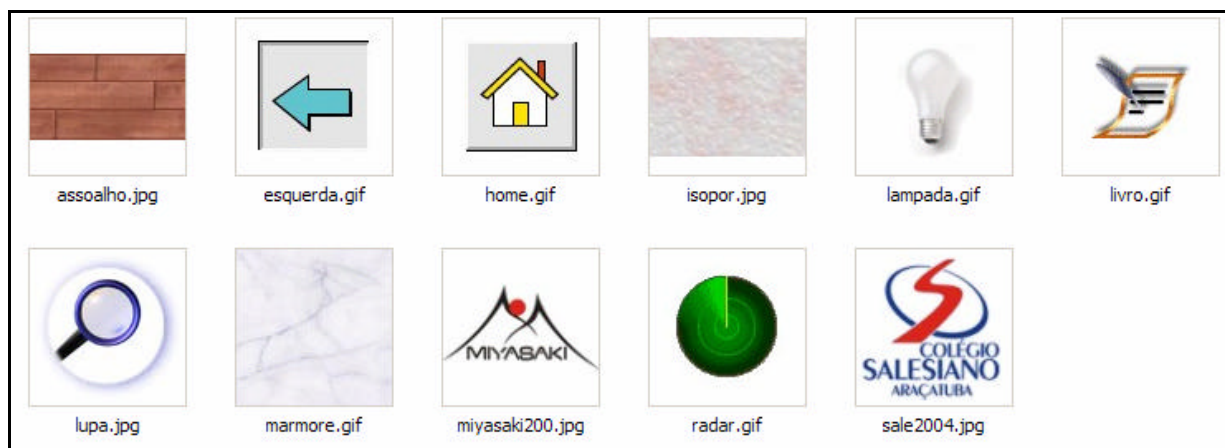 assoalho.jpg esquerda.gif home.gif isopor.jpg lampada.gif livro.gif
MIYASAKI
COLÉGIO
SALESIANO
ARAÇATUBA
lupa.jpg marmore.gif miyasaki200.jpg radar.gif sale2004.jpg